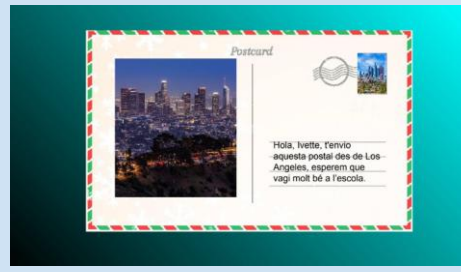 Postcard
Hola, Ivette, t'envio
aquesta postal des de Los
Angeles, esperem que
vagi molt bé a l'escola.